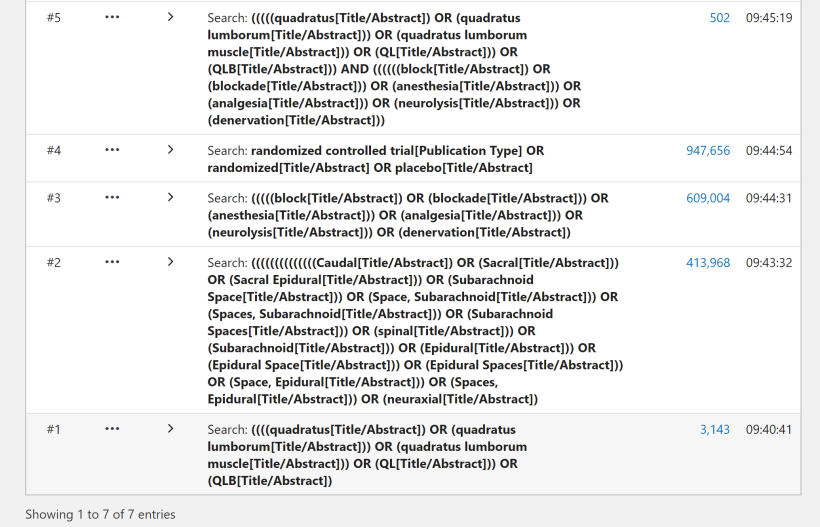 #5 ••• > Search: (((((quadratus[Title/Abstract]) OR (quadratus 502 09:45:19
lumborum[Title/Abstract])) OR (quadratus lumborum
muscle[Title/Abstract])) OR (QL[Title/Abstract])) OR
(QLB[Title/Abstract])) AND ((((((block[Title/Abstract]) OR
(blockade[Title/Abstract])) OR (anesthesia[Title/Abstract])) OR
(analgesia[Title/Abstract])) OR (neurolysis[Title/Abstract])) OR
(denervation[Title/Abstract]))
#4 ••• > Search: randomized controlled trial[Publication Type] OR 947,656 09:44:54
randomized[Title/Abstract] OR placebo[Title/Abstract]
#3 ••• > Search: (((((block[Title/Abstract]) OR (blockade[Title/Abstract])) OR 609,004 09:44:31
(anesthesia[Title/Abstract])) OR (analgesia[Title/Abstract])) OR
(neurolysis[Title/Abstract])) OR (denervation[Title/Abstract])
#2 ••• > Search: ((((((((((((((Caudal[Title/Abstract]) OR (Sacral[Title/Abstract])) 413,968 09:43:32
OR (Sacral Epidural[Title/Abstract])) OR (Subarachnoid
Space[Title/Abstract])) OR (Space, Subarachnoid[Title/Abstract])) OR
(Spaces, Subarachnoid[Title/Abstract])) OR (Subarachnoid
Spaces[Title/Abstract])) OR (spinal[Title/Abstract])) OR
(Subarachnoid[Title/Abstract])) OR (Epidural[Title/Abstract])) OR
(Epidural Space[Title/Abstract])) OR (Epidural Spaces[Title/Abstract]))
OR (Space, Epidural[Title/Abstract])) OR (Spaces,
Epidural[Title/Abstract])) OR (neuraxial[Title/Abstract])
#1 ••• > Search: ((((quadratus[Title/Abstract]) OR (quadratus 3,143 09:40:41
lumborum[Title/Abstract])) OR (quadratus lumborum
muscle[Title/Abstract])) OR (QL[Title/Abstract])) OR
(QLB[Title/Abstract])
Showing 1 to 7 of 7 entries